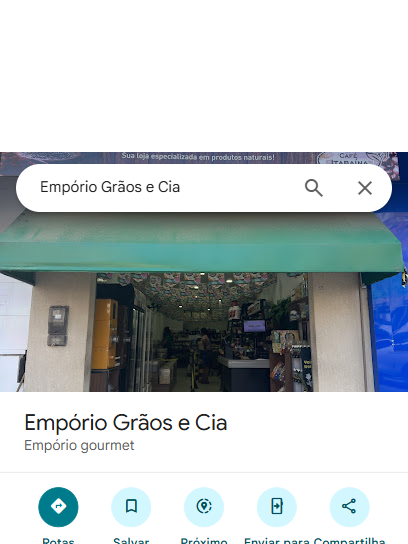 Sua loja especializada em produtos naturais!
CAFÉ
ITABAINA
Empório Grãos e Cia
Empório Grãos e Cia
Empório gourmet
Rotas
Salvar
Próximo
Enviar para
Compartilha